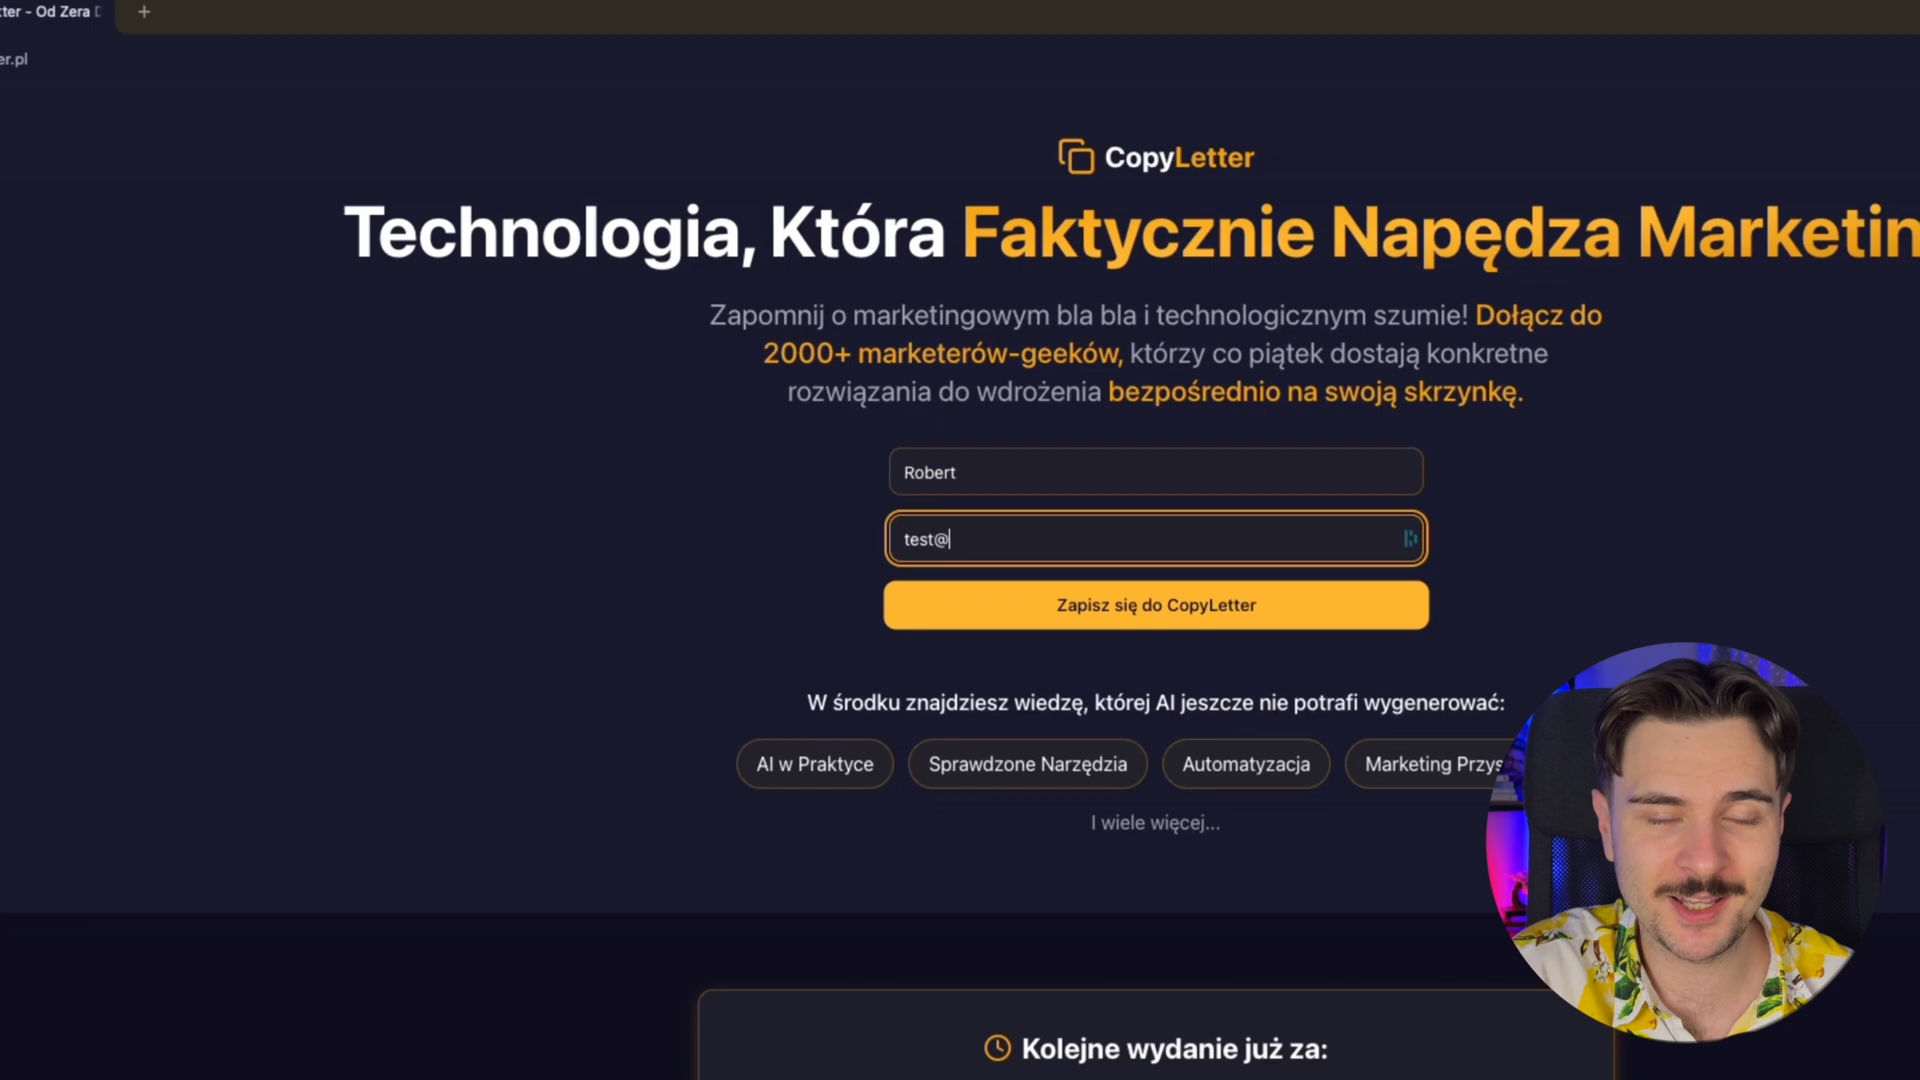 tter - Od Zera
er.pl
CopyLetter
Technologia, Która Faktycznie Napędza Marketin
Zapomnij o marketingowym bla bla i technologicznym szumie! Dołącz do
2000+ marketerów-geeków, którzy co piątek dostają konkretne
rozwiązania do wdrożenia bezpośrednio na swoją skrzynkę.
Robert
test@
Zapisz się do CopyLetter
W środku znajdziesz wiedzę, której AI jeszcze nie potrafi wygenerować:
AI w Praktyce
Sprawdzone Narzędzia
Automatyzacja
Marketing Przys
I wiele więcej...
Kolejne wydanie już za: